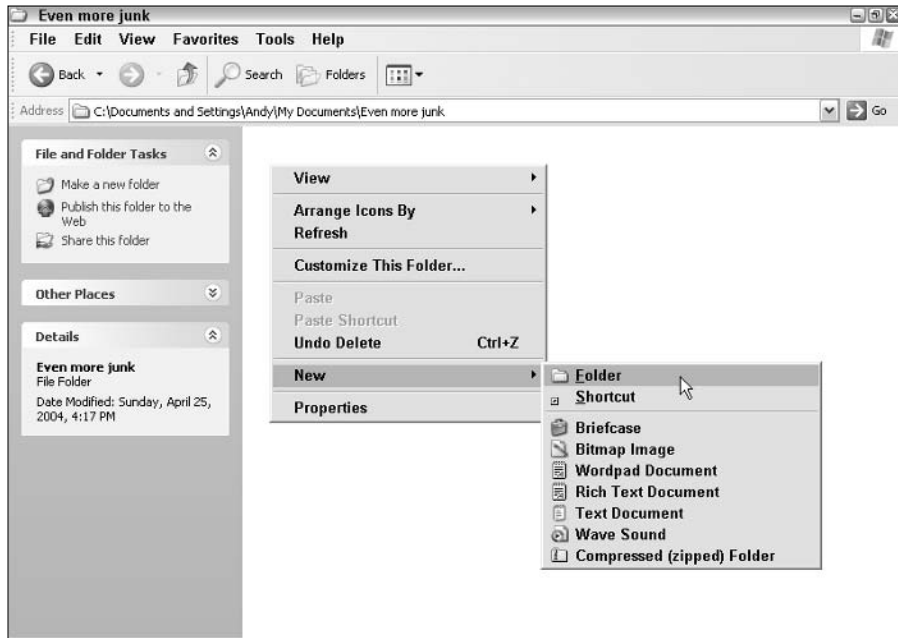 Even more junk
File Edit View Favorites Tools Help
Back Search Folders
Address C:\Documents and Settings\Andy\My Documents\Even more junk Go
File and Folder Tasks
Make a new folder
Publish this folder to the
Web
Share this folder
Other Places
Details
Even more junk
File Folder
Date Modified: Sunday, April 25,
2004, 4:17 PM
View
Arrange Icons By
Refresh
Customize This Folder...
Paste
Paste Shortcut
Undo Delete Ctrl+Z
New
Properties
Folder
Shortcut
Briefcase
Bitmap Image
Wordpad Document
Rich Text Document
Text Document
Wave Sound
Compressed (zipped) Folder